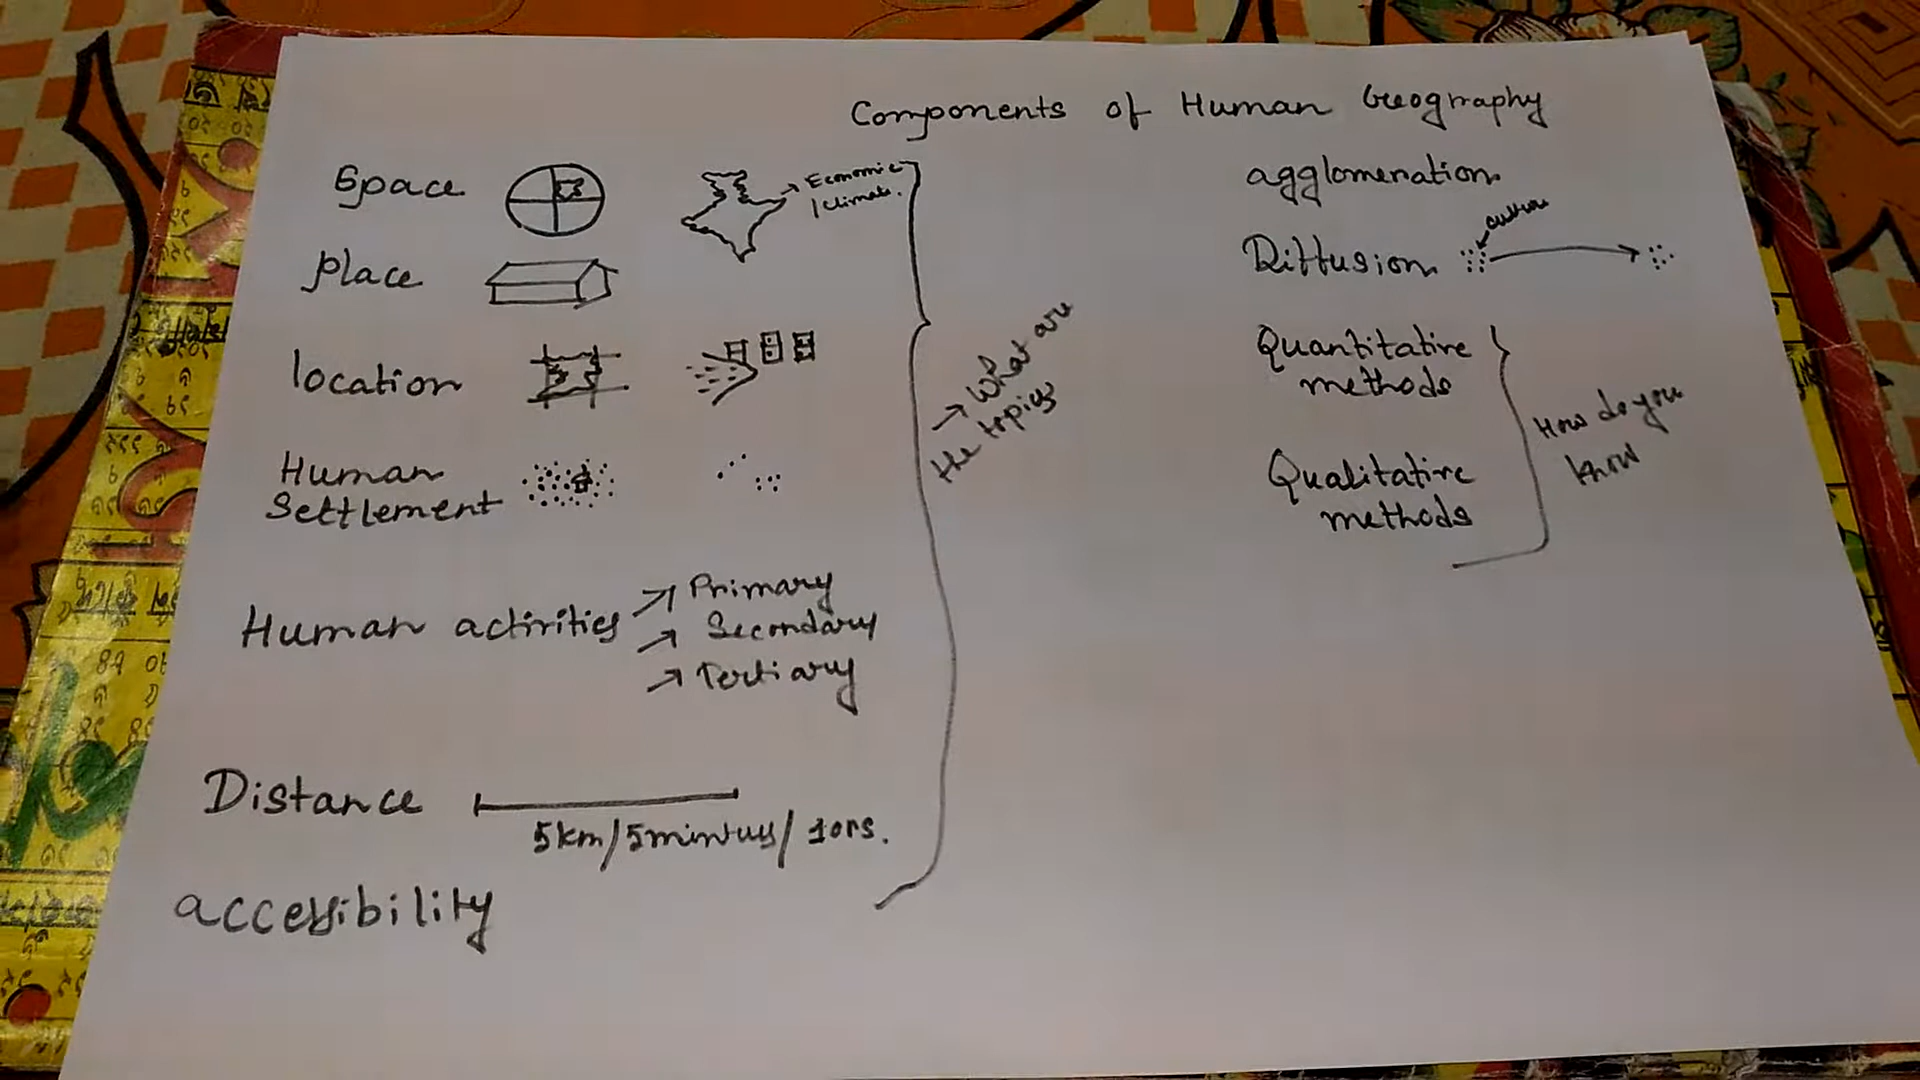 Components of Human Geography
Space
Economic
/climate.
place
location
Human
Settlement
Human activities
Primary
Secondary
Tertiary
Distance
5km/5minutes/
accessibility
What are
the topics
agglomeration
culture
Diffusion
Quantitative
methods
Qualitative
methods
How do you
know